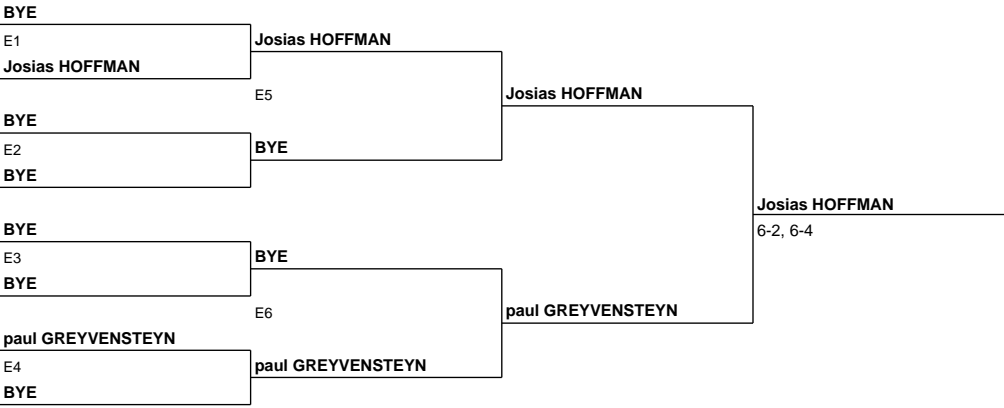 BYE
E1
Josias HOFFMAN
Josias HOFFMAN
E5
Josias HOFFMAN
BYE
E2
BYE
BYE
Josias HOFFMAN
6-2, 6-4
BYE
E3
BYE
BYE
E6
paul GREYVENSTEYN
paul GREYVENSTEYN
E4
paul GREYVENSTEYN
BYE